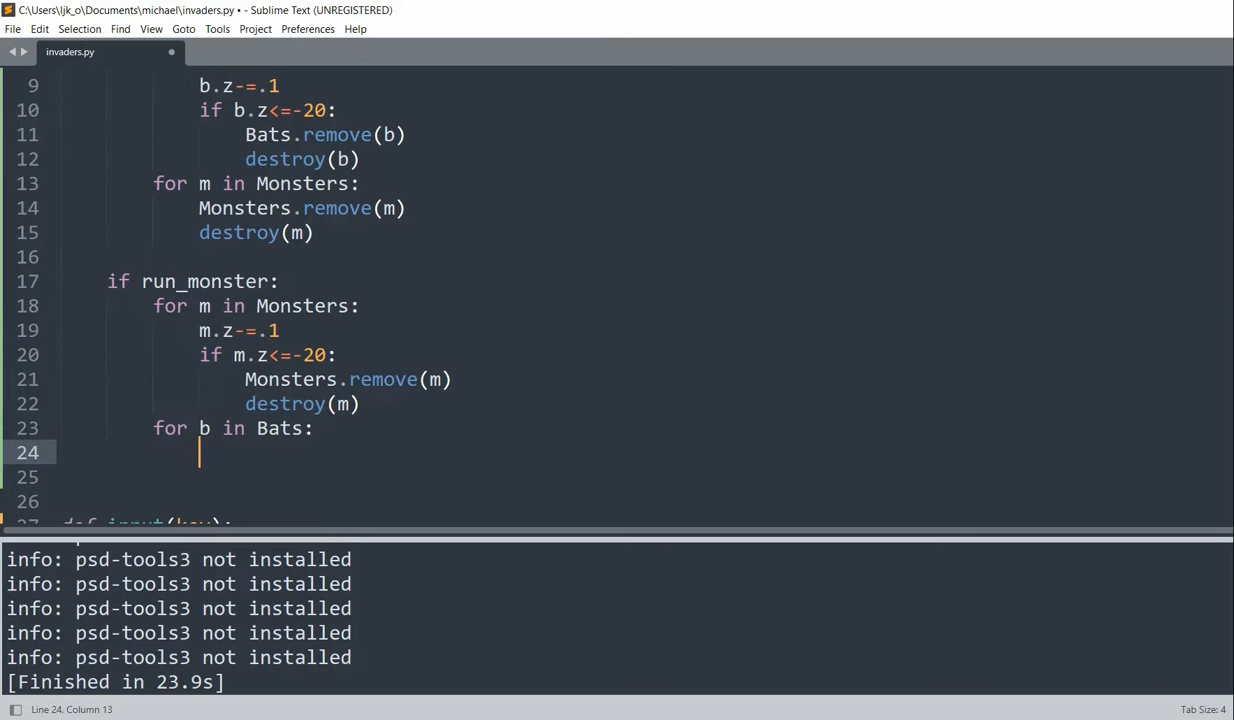 C:\Users\ljk_o\Documents\michael\invaders.py • - Sublime Text (UNREGISTERED)
File Edit Selection Find View Goto Tools Project Preferences Help
invaders.py
9 b.z-=.1
10 if b.z<=-20:
11 Bats.remove(b)
12 destroy(b)
13 for m in Monsters:
14 Monsters.remove(m)
15 destroy(m)
16
17 if run_monster:
18 for m in Monsters:
19 m.z-=.1
20 if m.z<=-20:
21 Monsters.remove(m)
22 destroy(m)
23 for b in Bats:
24
25
26
27 def input(key):
info: psd-tools3 not installed
info: psd-tools3 not installed
info: psd-tools3 not installed
info: psd-tools3 not installed
info: psd-tools3 not installed
[Finished in 23.9s]
Line 24, Column 13 Tab Size: 4